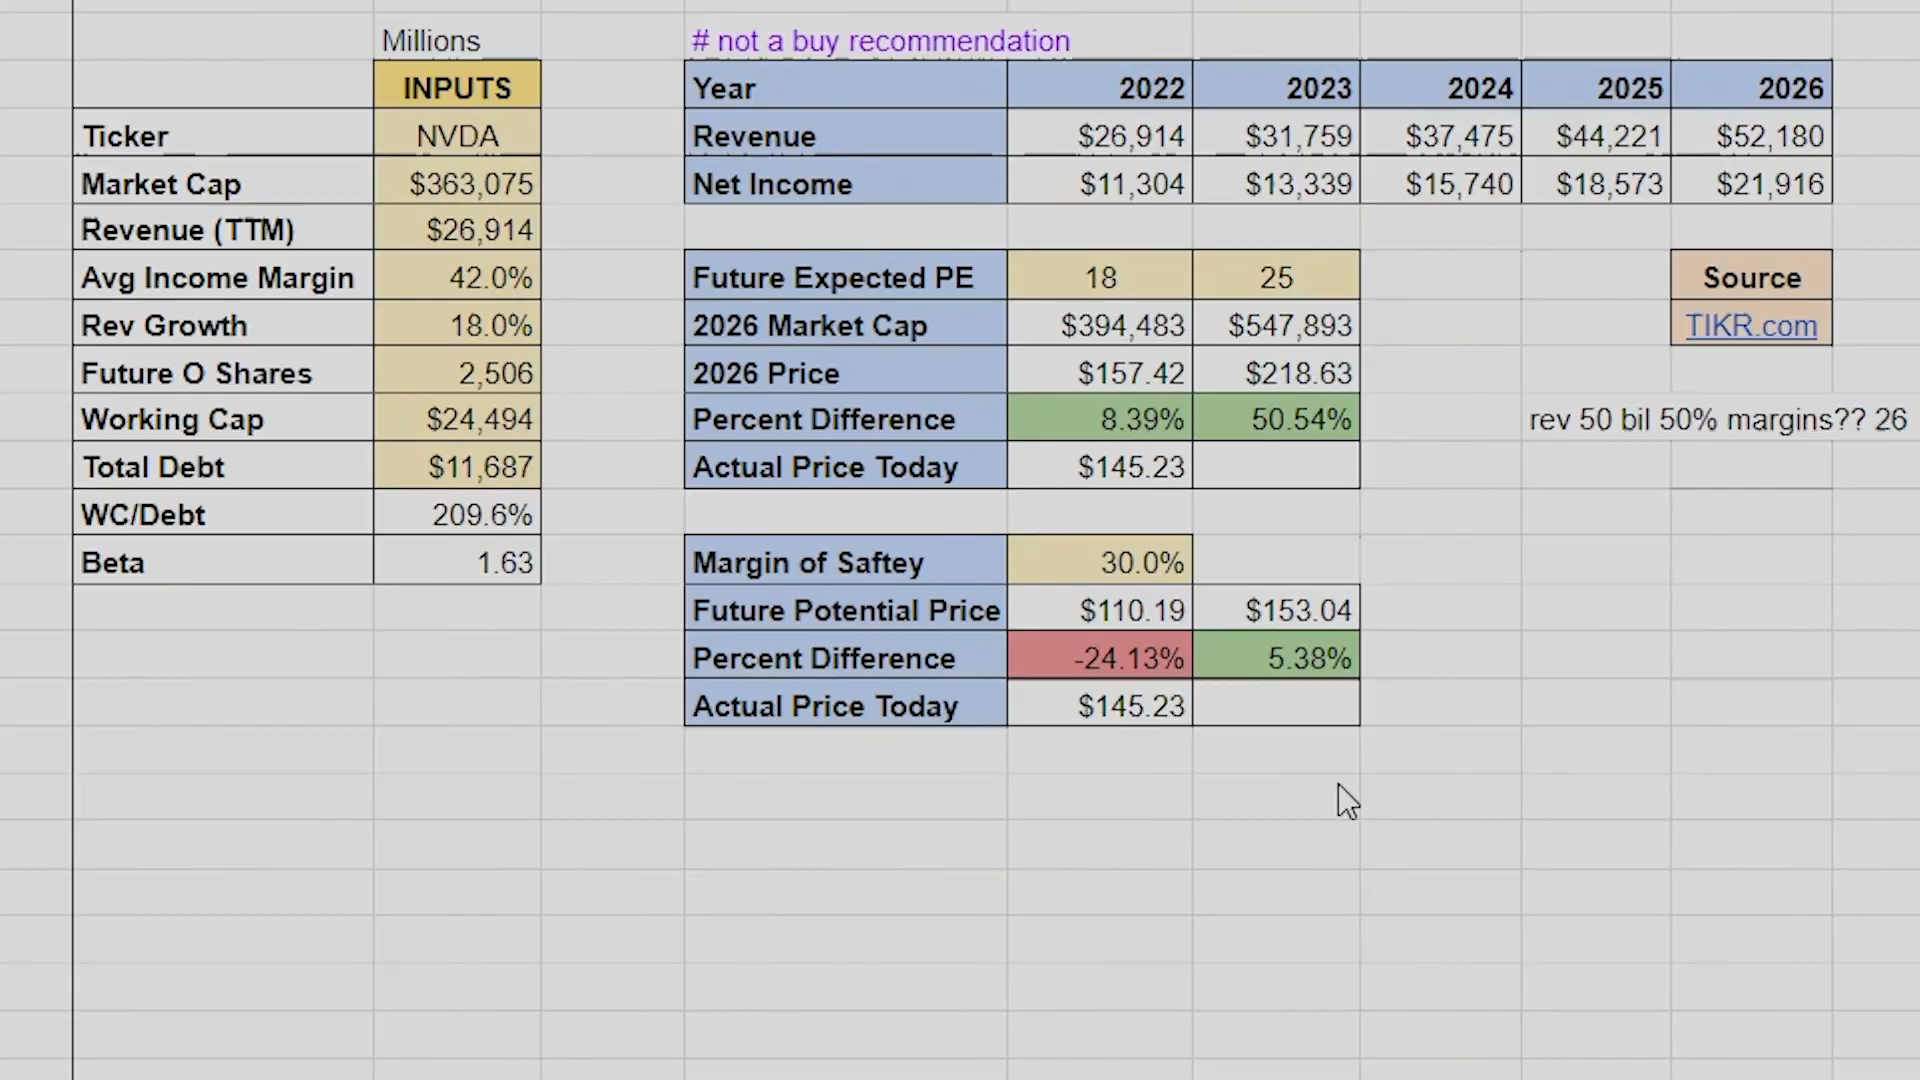 Millions # not a buy recommendation
INPUTS Year 2022 2023 2024 2025 2026
Ticker NVDA Revenue $26,914 $31,759 $37,475 $44,221 $52,180
Market Cap $363,075 Net Income $11,304 $13,339 $15,740 $18,573 $21,916
Revenue (TTM) $26,914
Avg Income Margin 42.0% Future Expected PE 18 25 Source
Rev Growth 18.0% 2026 Market Cap $394,483 $547,893 TIKR.com
Future O Shares 2,506 2026 Price $157.42 $218.63
Working Cap $24,494 Percent Difference 8.39% 50.54% rev 50 bil 50% margins?? 26
Total Debt $11,687 Actual Price Today $145.23
WC/Debt 209.6%
Beta 1.63 Margin of Saftey 30.0%
Future Potential Price $110.19 $153.04
Percent Difference -24.13% 5.38%
Actual Price Today $145.23